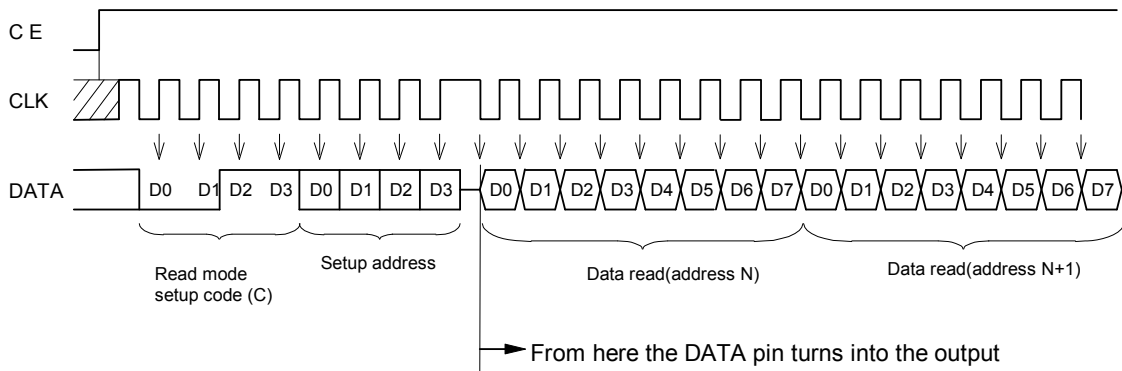 C E
CLK
DATA
D0 D1 D2 D3 D0 D1 D2 D3 D0 D1 D2 D3 D4 D5 D6 D7 D0 D1 D2 D3 D4 D5 D6 D7
Read mode
setup code (C)
Setup address
Data read(address N)
Data read(address N+1)
From here the DATA pin turns into the output